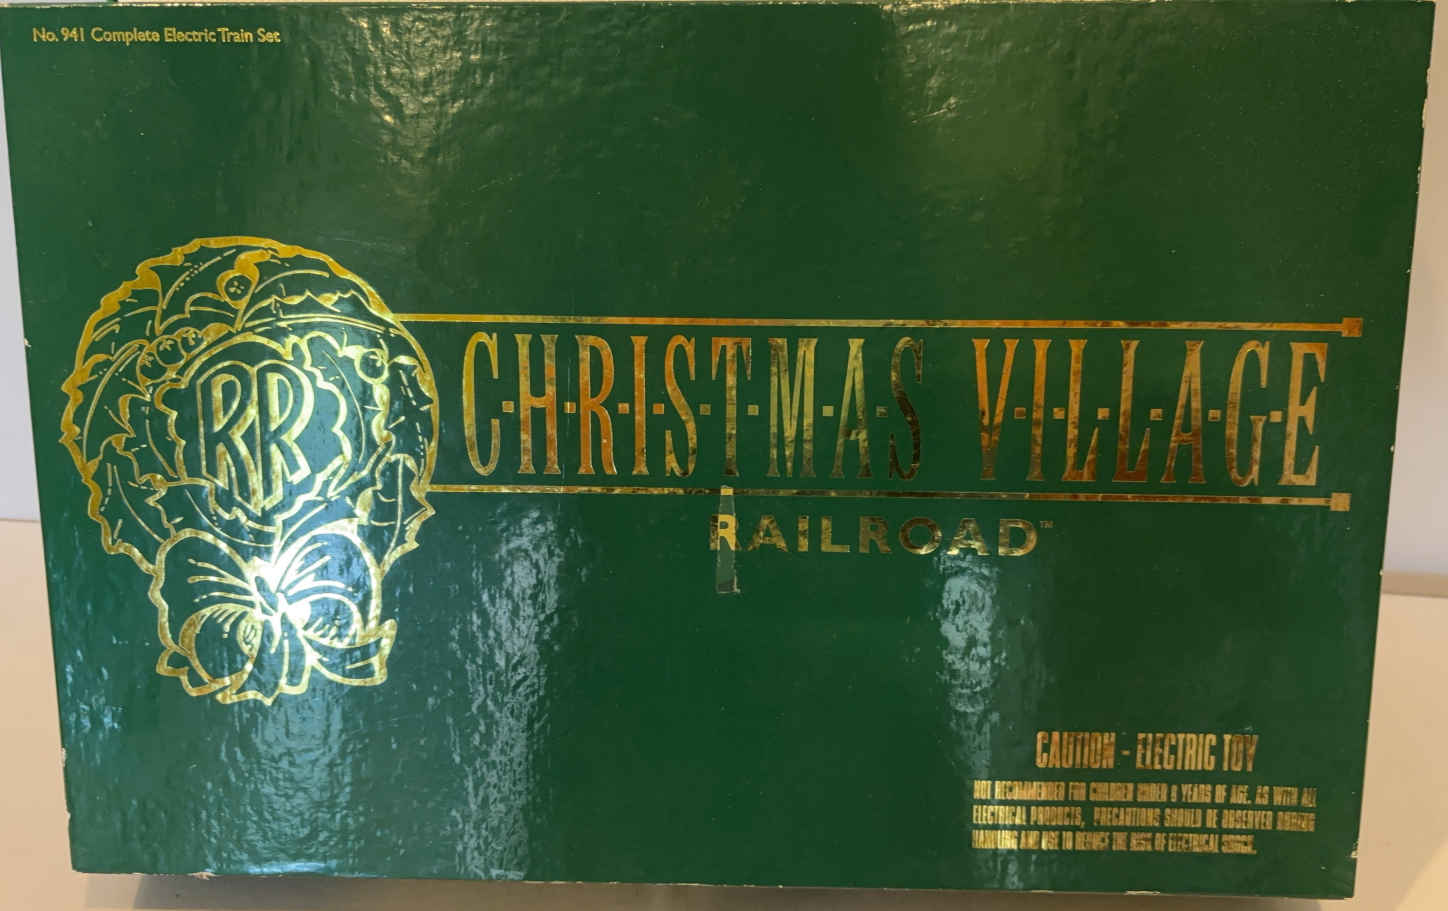 No. 941 Complete Electric Train Set
RR
C·H·R·I·S·T·M·A·S V·I·L·L·A·G·E
RAILROAD™
CAUTION - ELECTRIC TOY
NOT RECOMMENDED FOR CHILDREN UNDER 8 YEARS OF AGE. AS WITH ALL
ELECTRICAL PRODUCTS, PRECAUTIONS SHOULD BE OBSERVED DURING
HANDLING AND USE TO REDUCE THE RISK OF ELECTRICAL SHOCK.